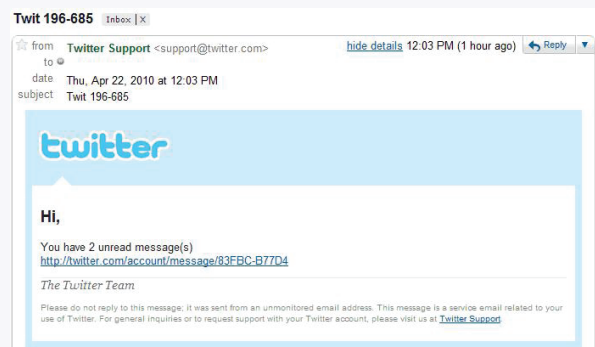 Twit 196-685 Inbox | X
from Twitter Support <support@twitter.com> hide details 12:03 PM (1 hour ago) Reply
to
date Thu, Apr 22, 2010 at 12:03 PM
subject Twit 196-685
twitter
Hi,
You have 2 unread message(s)
http://twitter.com/account/message/83FBC-B77D4
The Twitter Team
Please do not reply to this message; it was sent from an unmonitored email address. This message is a service email related to your
use of Twitter. For general inquiries or to request support with your Twitter account, please visit us at Twitter Support.